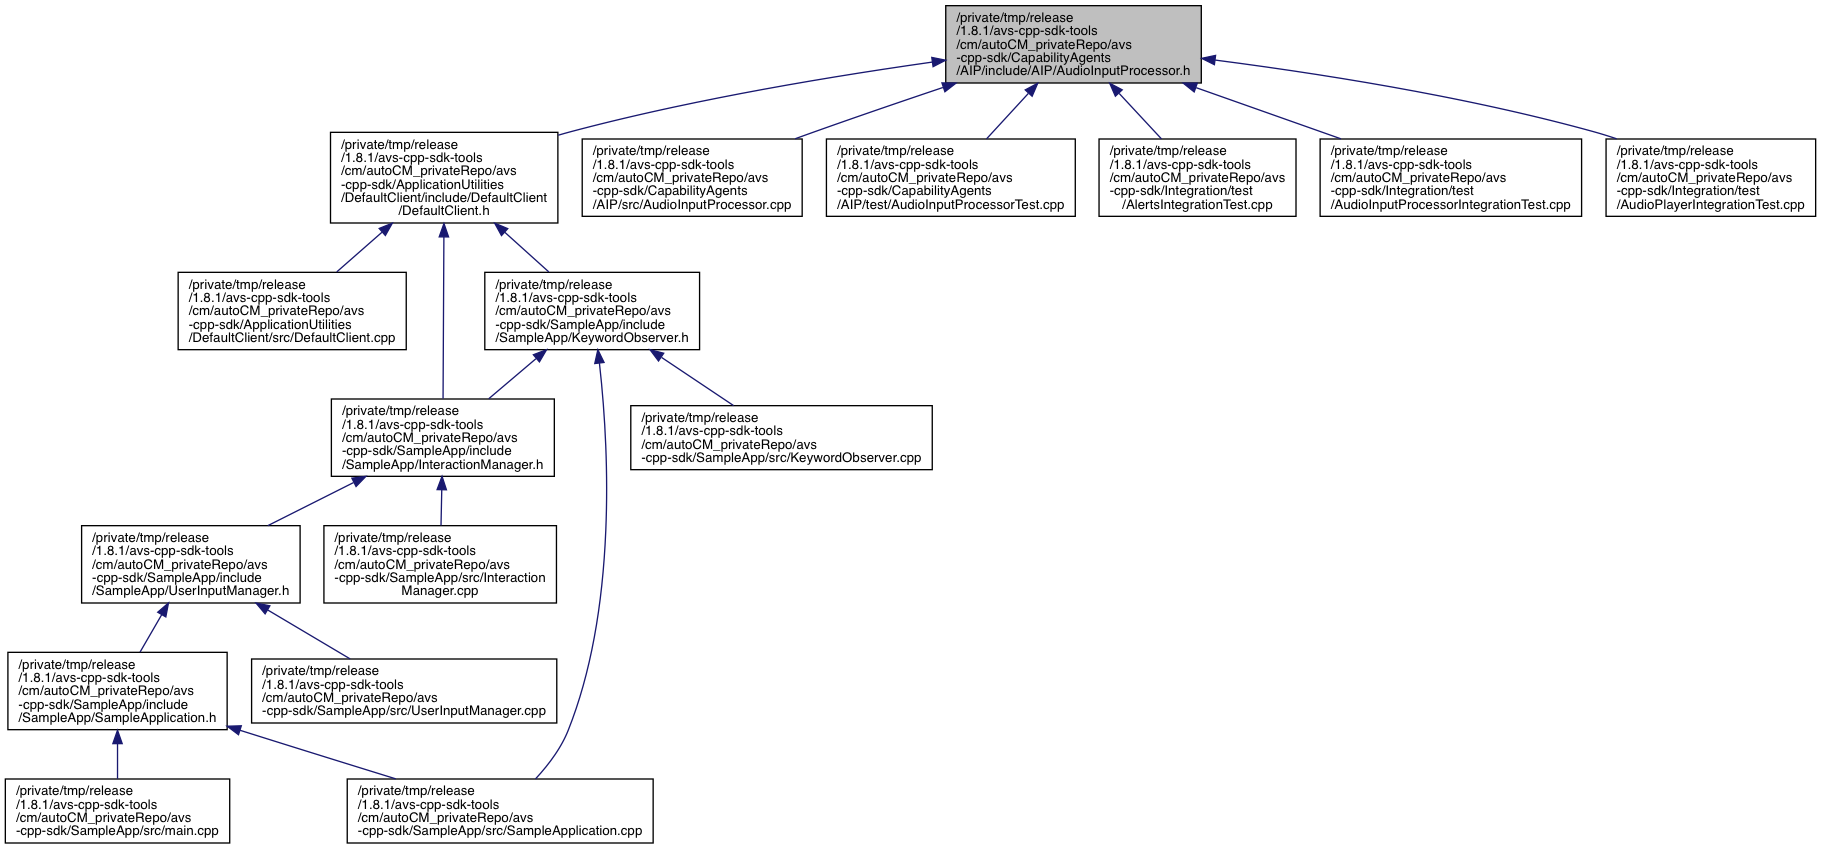 /private/tmp/release
/1.8.1/avs-cpp-sdk-tools
/cm/autoCM_privateRepo/avs
-cpp-sdk/CapabilityAgents
/AIP/include/AIP/AudioInputProcessor.h
/private/tmp/release
/1.8.1/avs-cpp-sdk-tools
/cm/autoCM_privateRepo/avs
-cpp-sdk/ApplicationUtilities
/DefaultClient/include/DefaultClient
/DefaultClient.h
/private/tmp/release
/1.8.1/avs-cpp-sdk-tools
/cm/autoCM_privateRepo/avs
-cpp-sdk/CapabilityAgents
/AIP/src/AudioInputProcessor.cpp
/private/tmp/release
/1.8.1/avs-cpp-sdk-tools
/cm/autoCM_privateRepo/avs
-cpp-sdk/CapabilityAgents
/AIP/test/AudioInputProcessorTest.cpp
/private/tmp/release
/1.8.1/avs-cpp-sdk-tools
/cm/autoCM_privateRepo/avs
-cpp-sdk/Integration/test
/AlertsIntegrationTest.cpp
/private/tmp/release
/1.8.1/avs-cpp-sdk-tools
/cm/autoCM_privateRepo/avs
-cpp-sdk/Integration/test
/AudioInputProcessorIntegrationTest.cpp
/private/tmp/release
/1.8.1/avs-cpp-sdk-tools
/cm/autoCM_privateRepo/avs
-cpp-sdk/Integration/test
/AudioPlayerIntegrationTest.cpp
/private/tmp/release
/1.8.1/avs-cpp-sdk-tools
/cm/autoCM_privateRepo/avs
-cpp-sdk/ApplicationUtilities
/DefaultClient/src/DefaultClient.cpp
/private/tmp/release
/1.8.1/avs-cpp-sdk-tools
/cm/autoCM_privateRepo/avs
-cpp-sdk/SampleApp/include
/SampleApp/KeywordObserver.h
/private/tmp/release
/1.8.1/avs-cpp-sdk-tools
/cm/autoCM_privateRepo/avs
-cpp-sdk/SampleApp/include
/SampleApp/InteractionManager.h
/private/tmp/release
/1.8.1/avs-cpp-sdk-tools
/cm/autoCM_privateRepo/avs
-cpp-sdk/SampleApp/src/KeywordObserver.cpp
/private/tmp/release
/1.8.1/avs-cpp-sdk-tools
/cm/autoCM_privateRepo/avs
-cpp-sdk/SampleApp/include
/SampleApp/UserInputManager.h
/private/tmp/release
/1.8.1/avs-cpp-sdk-tools
/cm/autoCM_privateRepo/avs
-cpp-sdk/SampleApp/src/Interaction
Manager.cpp
/private/tmp/release
/1.8.1/avs-cpp-sdk-tools
/cm/autoCM_privateRepo/avs
-cpp-sdk/SampleApp/include
/SampleApp/SampleApplication.h
/private/tmp/release
/1.8.1/avs-cpp-sdk-tools
/cm/autoCM_privateRepo/avs
-cpp-sdk/SampleApp/src/UserInputManager.cpp
/private/tmp/release
/1.8.1/avs-cpp-sdk-tools
/cm/autoCM_privateRepo/avs
-cpp-sdk/SampleApp/src/main.cpp
/private/tmp/release
/1.8.1/avs-cpp-sdk-tools
/cm/autoCM_privateRepo/avs
-cpp-sdk/SampleApp/src/SampleApplication.cpp